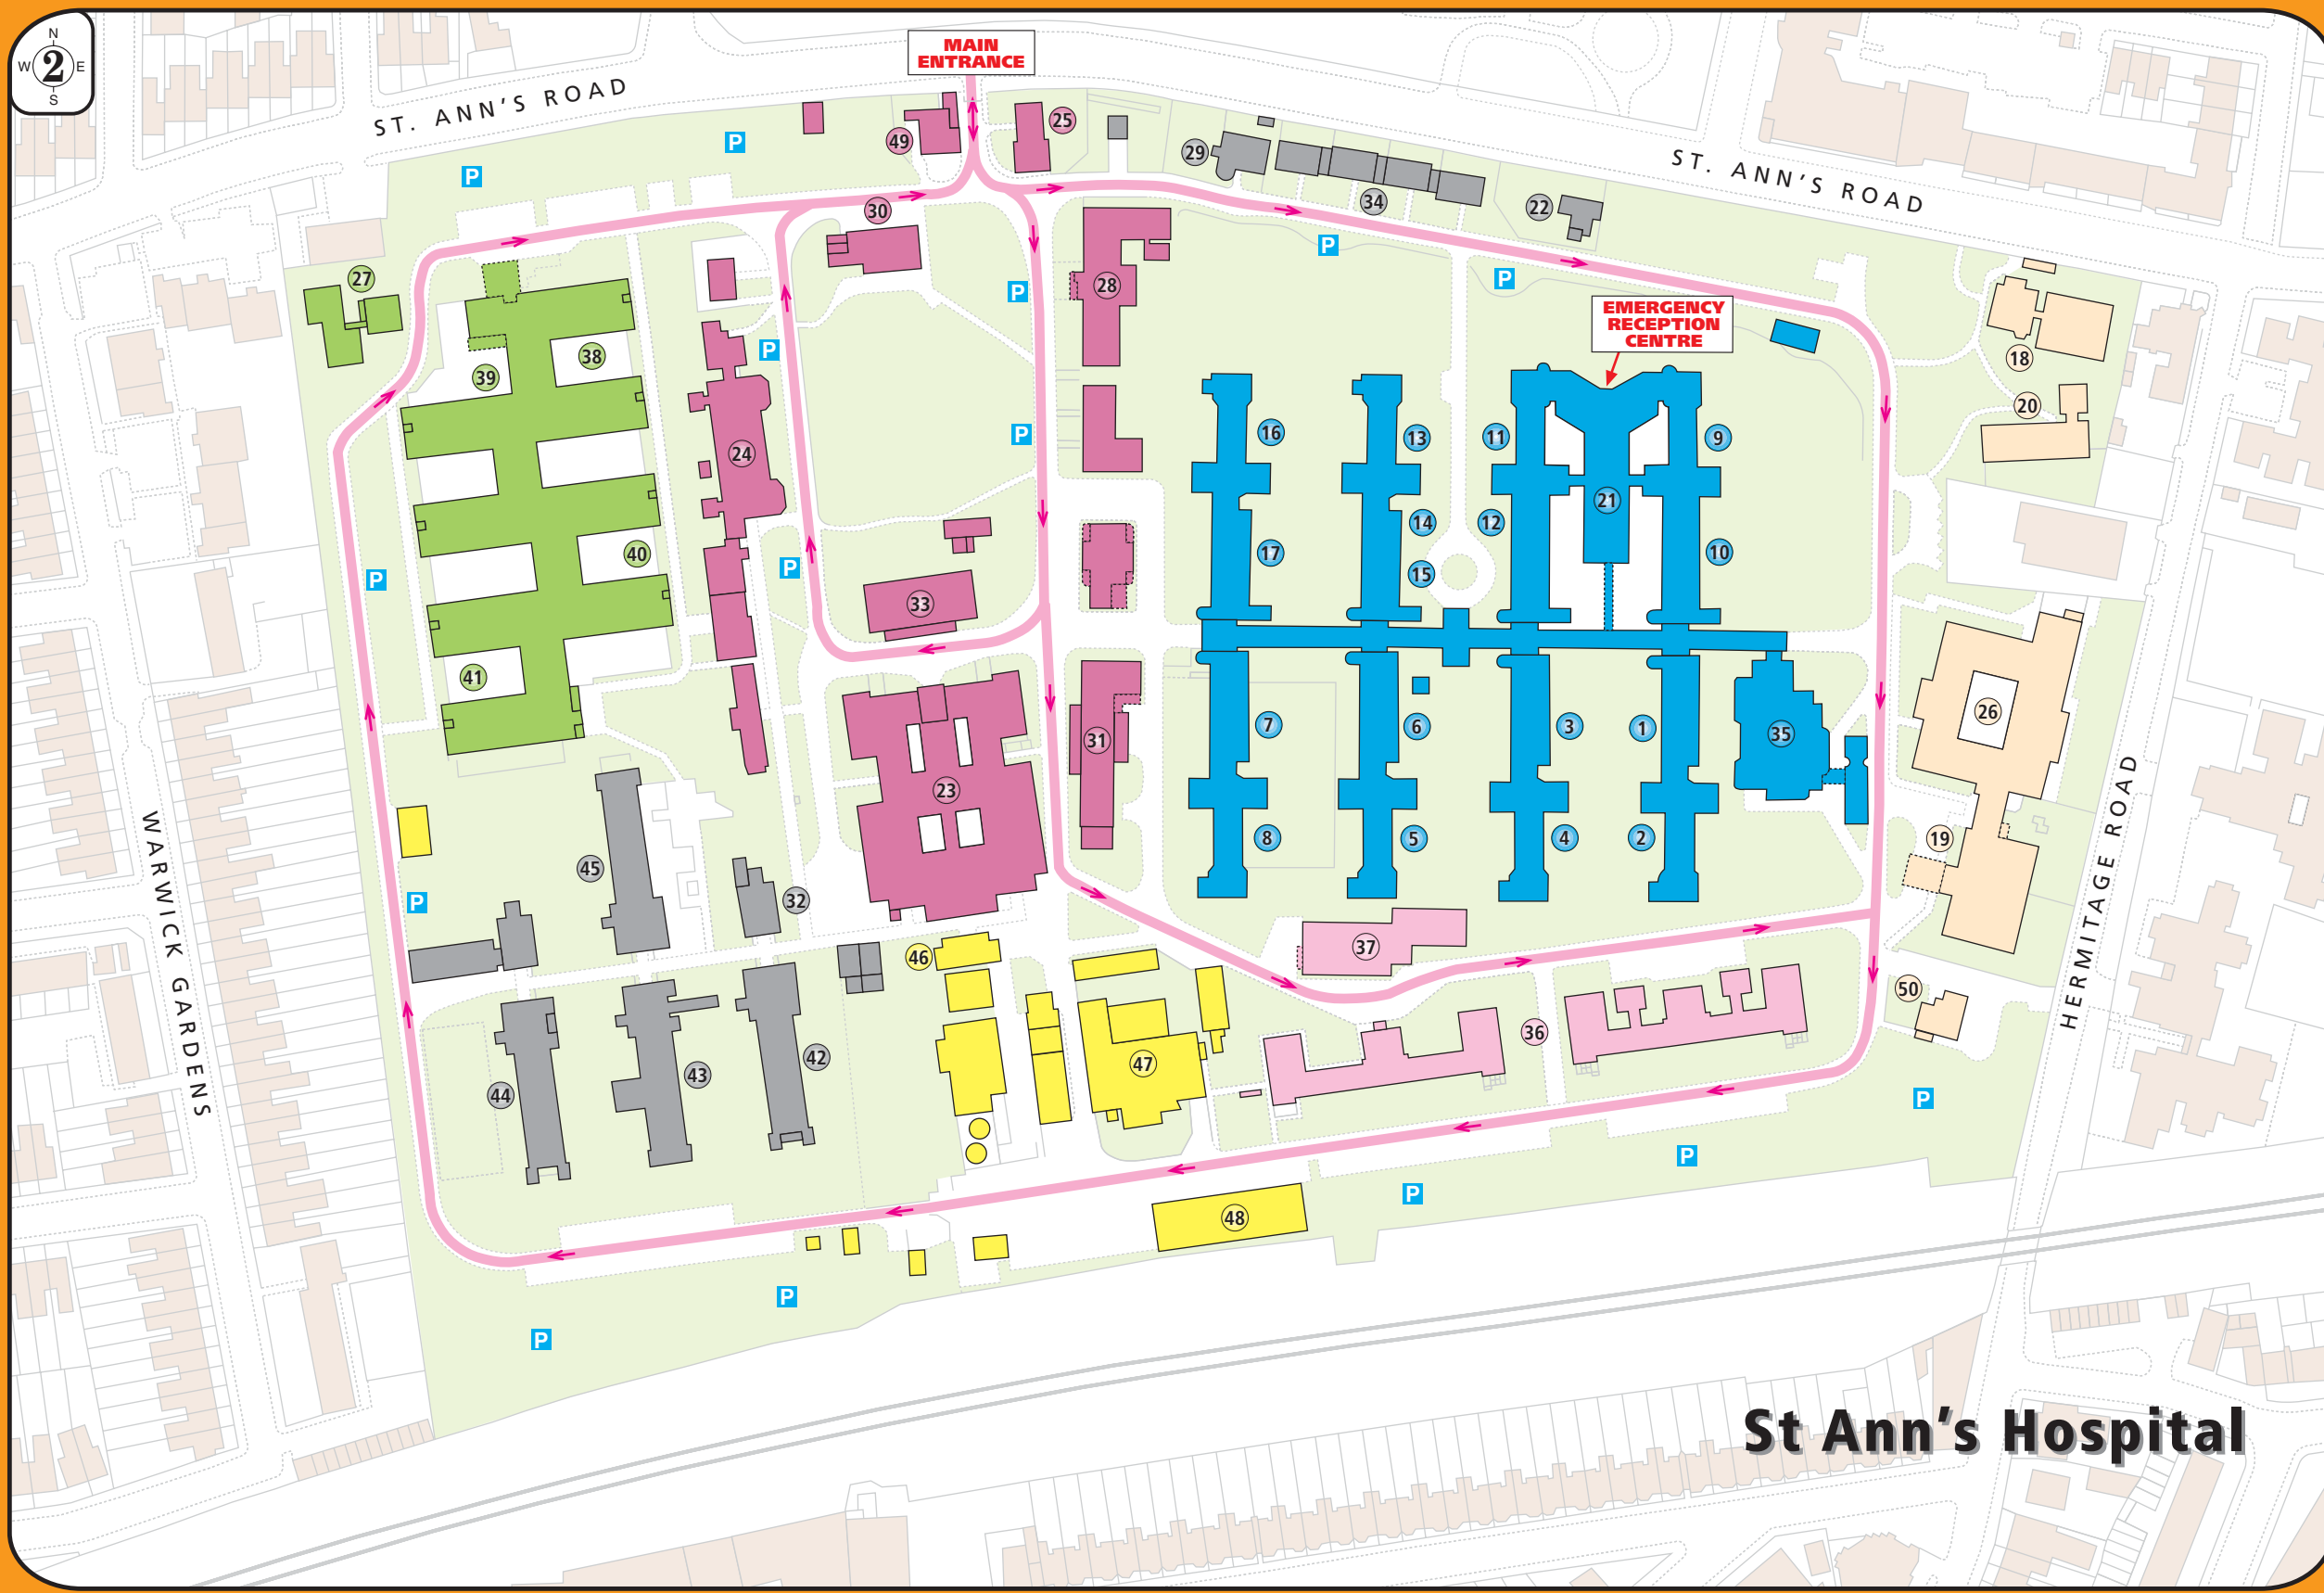 N
W 2 E
S
MAIN
ENTRANCE
ST. ANN'S ROAD
P
49
25
29
34
22
ST. ANN'S ROAD
P
30
P
P
27
28
P
EMERGENCY
RECEPTION
CENTRE
18
38
39
P
20
24
16
13
11
9
P
21
14
12
10
17
15
40
P
P
33
41
26
31
7
6
3
1
35
23
8
5
4
2
19
45
32
P
46
37
50
36
47
42
43
44
P
P
P
48
P
P
WARWICK GARDENS
HERMITAGE ROAD
St Ann's Hospital